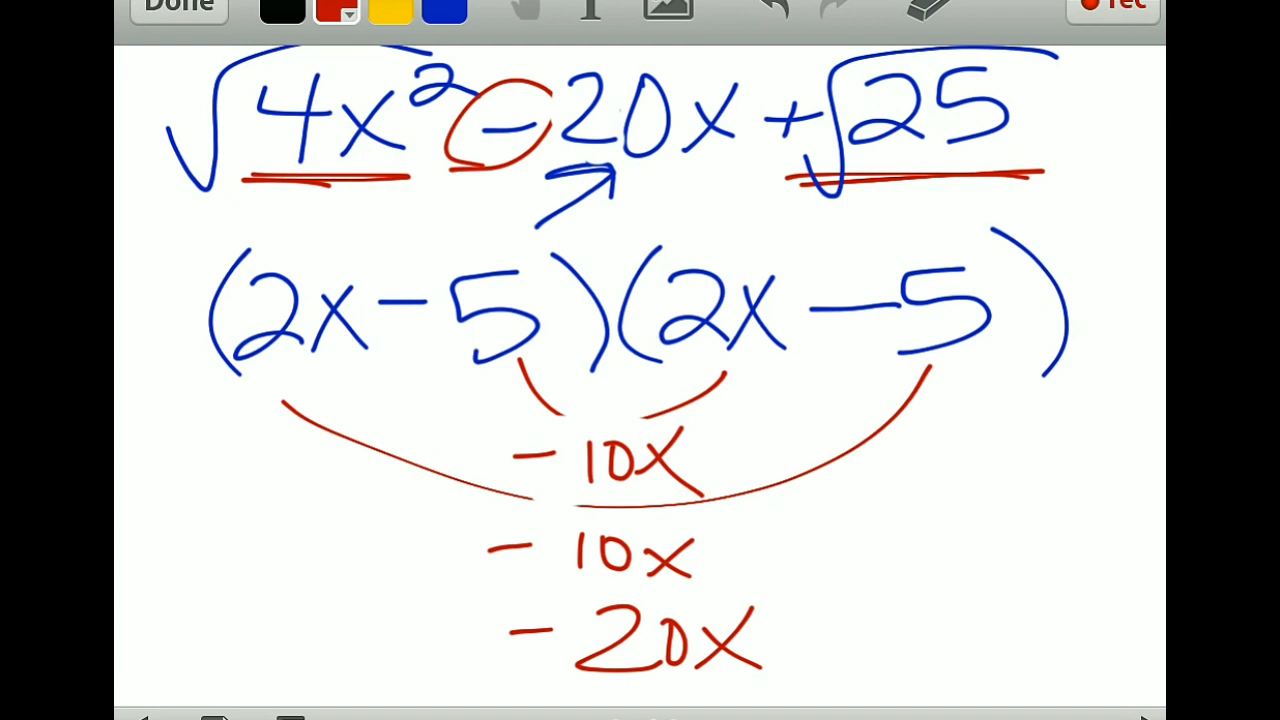 Done T rec
√4x² - 20x + √25
(2x - 5)(2x - 5)
- 10x
- 10x
- 20x